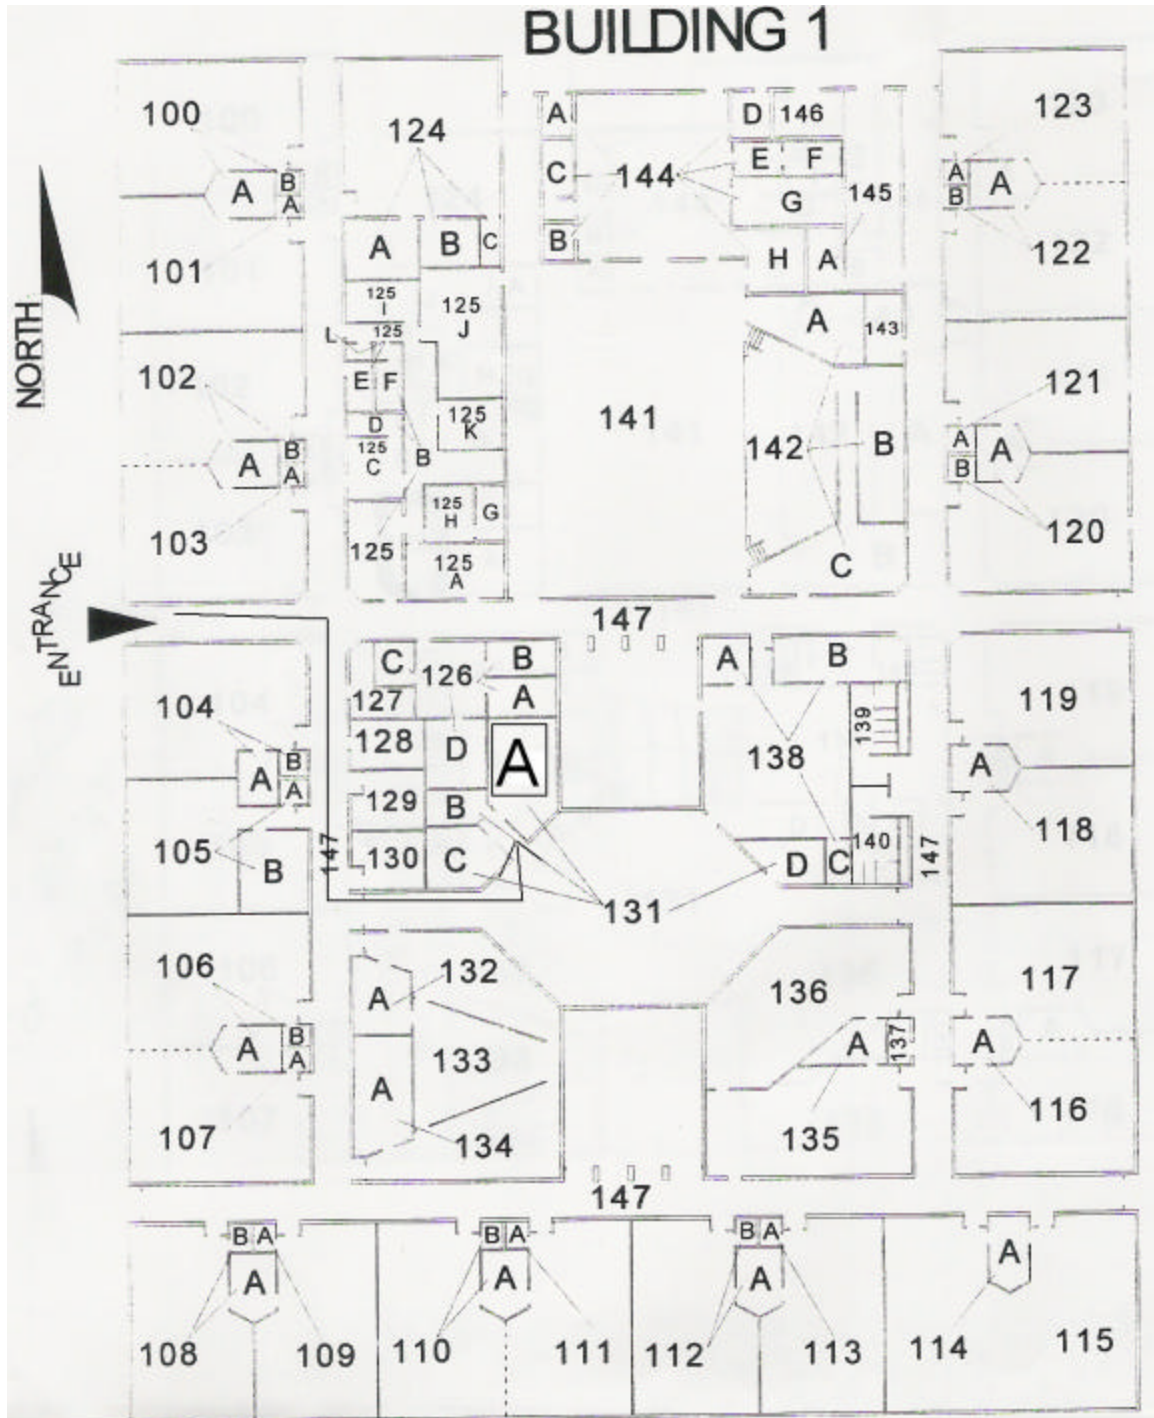 BUILDING 1
100
B
A
A
101
NORTH
102
B
A
A
103
ENTRANCE
104
B
A
A
105
B
147
106
B
A
A
107
124
A
B
C
125
I
125
J
L
125
E
F
D
125
C
B
125
K
125
H
G
125
125
A
A
C
B
144
D
146
E
F
G
145
H
A
141
A
143
142
B
C
123
A
B
A
122
121
A
B
A
120
147
C
126
B
A
127
128
D
A
129
B
130
C
131
A
B
139
138
D
C
140
147
119
A
118
132
A
133
A
134
136
A
137
135
117
A
116
147
B
A
A
108
109
B
A
A
110
111
B
A
A
112
113
A
114
115